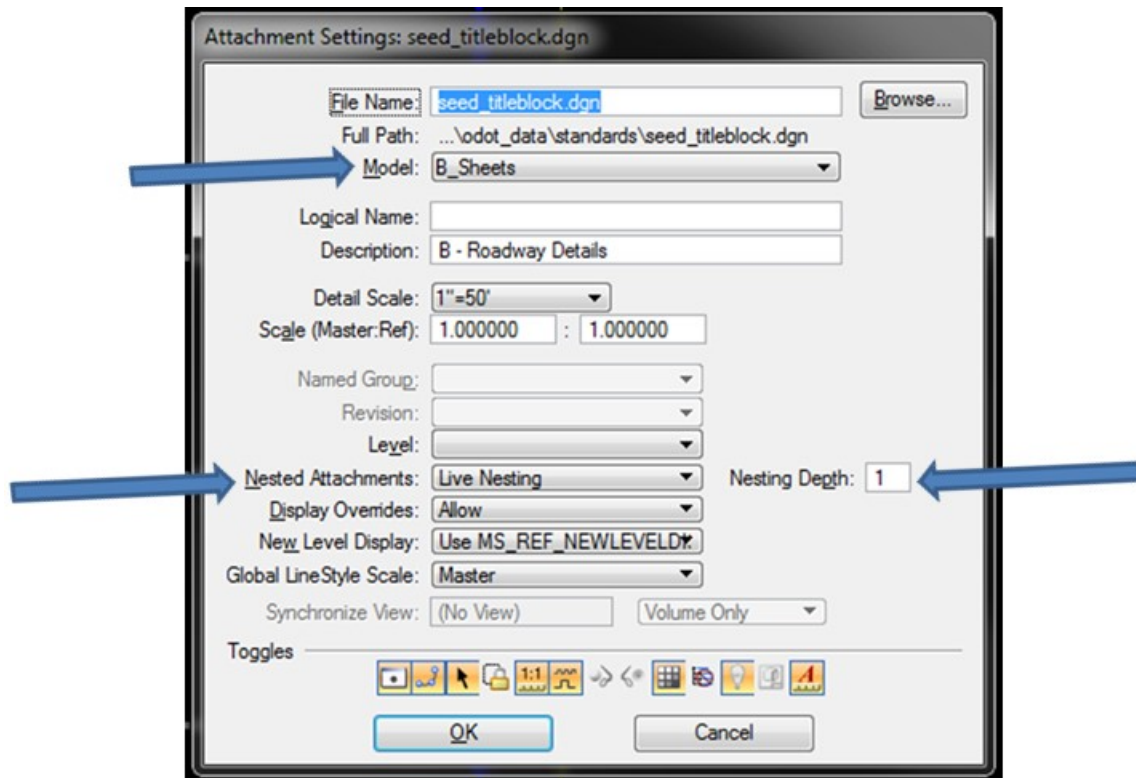 Attachment Settings: seed_titleblock.dgn
File Name: seed_titleblock.dgn Browse...
Full Path: ...\odot_data\standards\seed_titleblock.dgn
Model: B_Sheets
Logical Name:
Description: B - Roadway Details
Detail Scale: 1"=50'
Scale (Master:Ref): 1.000000 : 1.000000
Named Group:
Revision:
Level:
Nested Attachments: Live Nesting Nesting Depth: 1
Display Overrides: Allow
New Level Display: Use MS_REF_NEWLEVELDI
Global LineStyle Scale: Master
Synchronize View: (No View) Volume Only
Toggles
1:1 A
OK Cancel